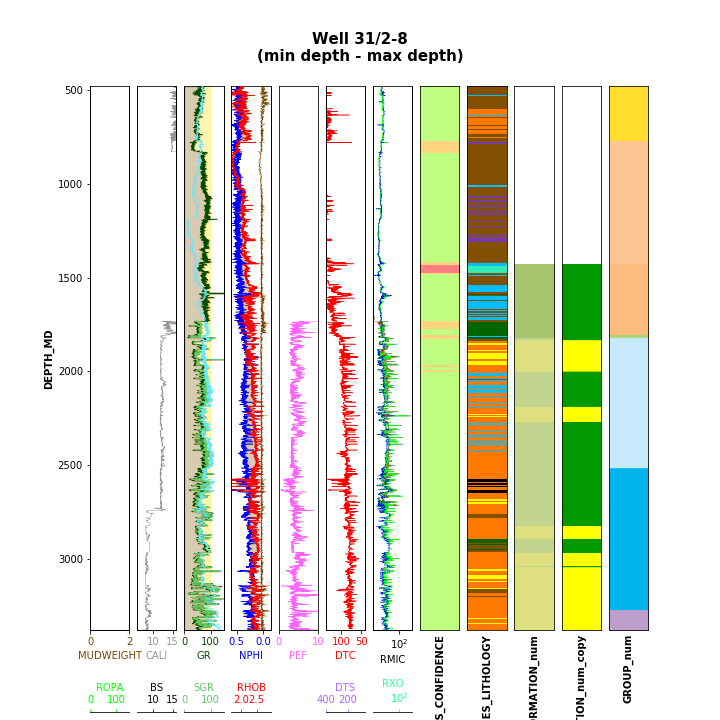 Well 31/2-8
(min depth - max depth)
500
1000
1500
2000
2500
3000
DEPTH_MD
0 2 10 15 0 100 0.5 0.0 0 10 100 50 10²
MUDWEIGHT CALI GR NPHI PEF DTC RMIC
ROPA BS SGR RHOB DTS RXO
0 100 10 15 0 100 2.02.5 400 200 10²
S_CONFIDENCE
ES_LITHOLOGY
RMATION_num
TION_num_copy
GROUP_num